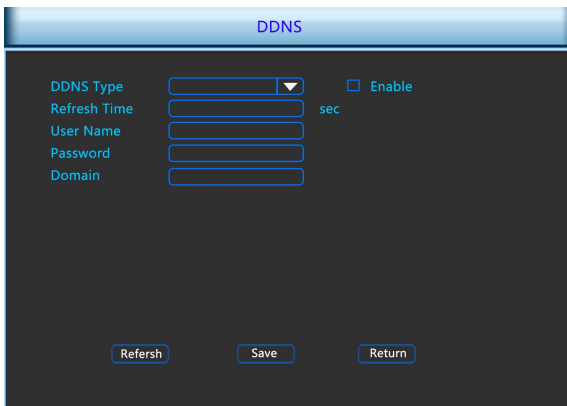 DDNS
DDNS Type Enable
Refresh Time sec
User Name
Password
Domain
Refersh Save Return